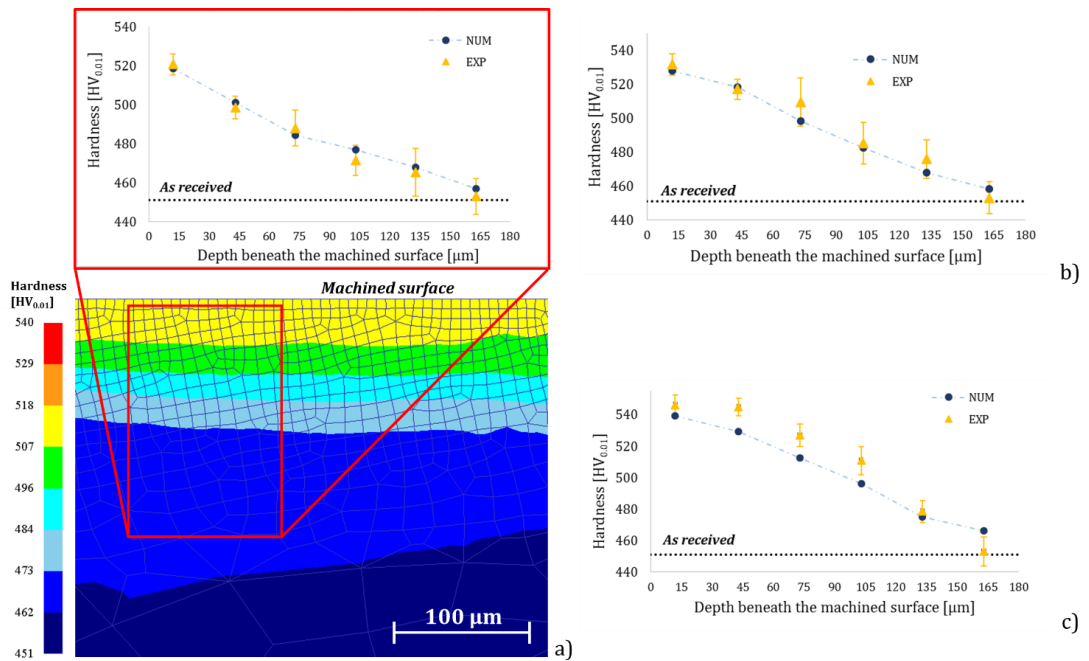 540
520
500
480
460
440
Hardness [HV0.01]
NUM
EXP
As received
0 15 30 45 60 75 90 105 120 135 150 165 180
Depth beneath the machined surface [µm]
Hardness
[HV0.01]
540
529
518
507
496
484
473
462
451
Machined surface
100 µm
a)
540
520
500
480
460
440
Hardness [HV0.01]
NUM
EXP
As received
0 15 30 45 60 75 90 105 120 135 150 165 180
Depth beneath the machined surface [µm]
b)
540
520
500
480
460
440
Hardness [HV0.01]
NUM
EXP
As received
0 15 30 45 60 75 90 105 120 135 150 165 180
Depth beneath the machined surface [µm]
c)